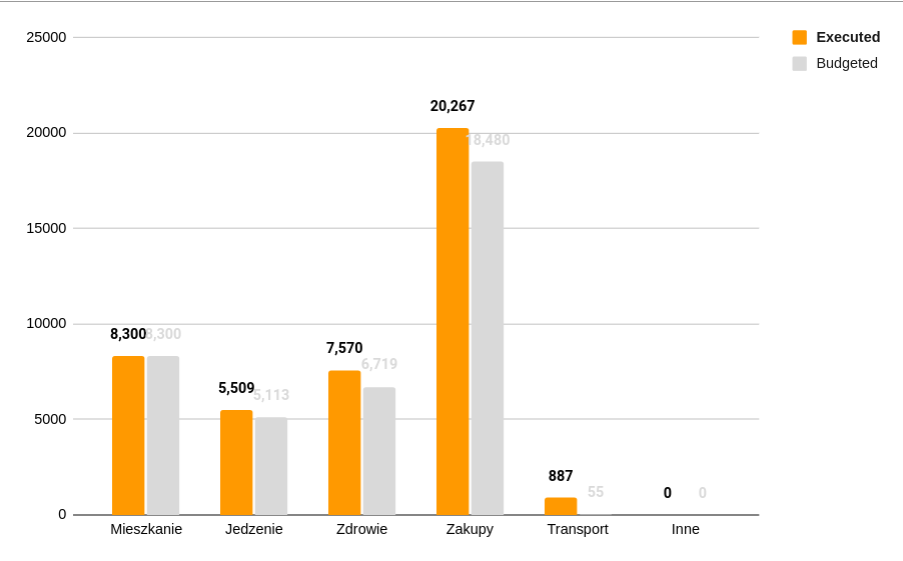 25000
Executed
Budgeted
20,267
20000
18,480
15000
10000
8,300
8,300
7,570
6,719
5,509
5,113
5000
887
55
0
0
0
Mieszkanie
Jedzenie
Zdrowie
Zakupy
Transport
Inne